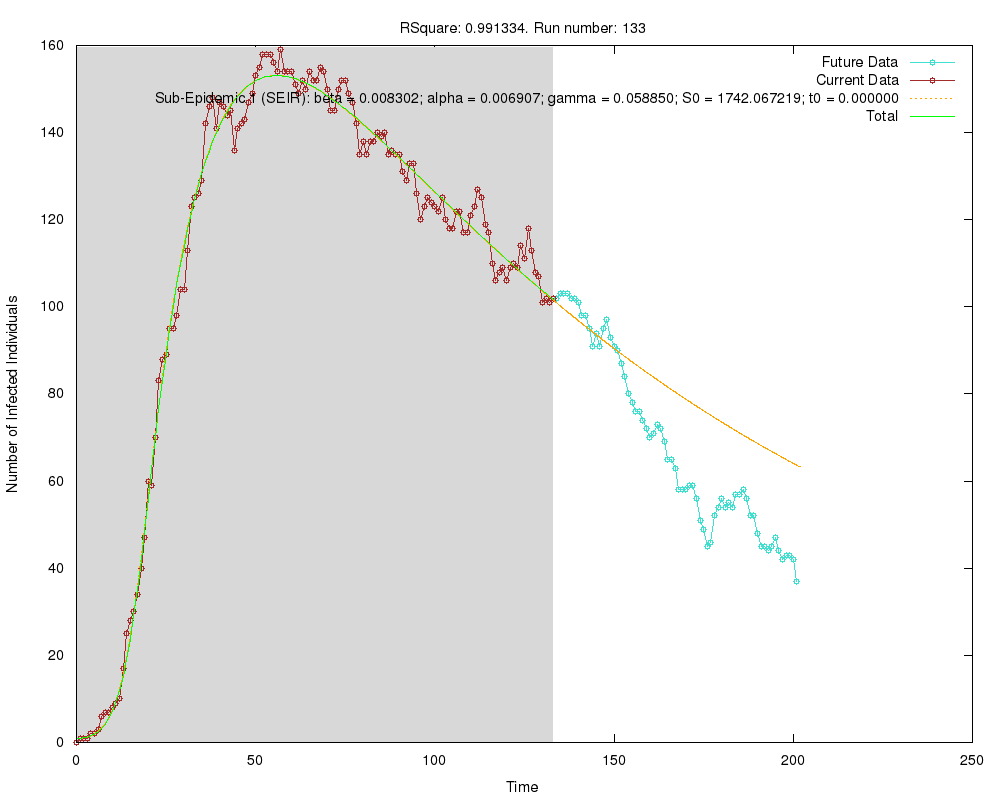 RSquare: 0.991334. Run number: 133
Future Data
Current Data
Sub-Epidemic 1 (SEIR): beta = 0.008302; alpha = 0.006907; gamma = 0.058850; S0 = 1742.067219; t0 = 0.000000
Total
Number of Infected Individuals
160
140
120
100
80
60
40
20
0
0 50 100 150 200 250
Time